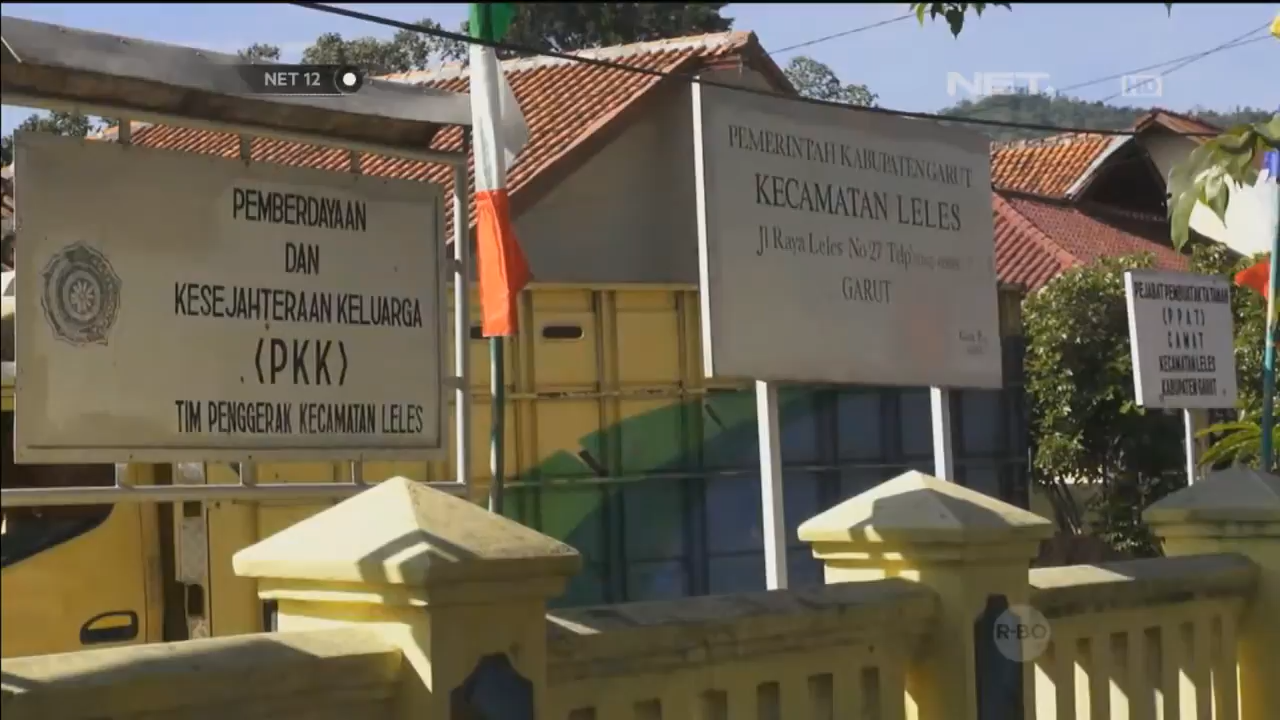 NET 12
NET.
HD
PEMBERDAYAAN
DAN
KESEJAHTERAAN KELUARGA
(PKK)
TIM PENGGERAK KECAMATAN LELES
PEMERINTAH KABUPATEN GARUT
KECAMATAN LELES
Jl Raya Leles No 27 Telp
GARUT
PEJABAT PEMBUAT AKTA TANAH
(PPAT)
CAMAT
KECAMATAN LELES
KABUPATEN GARUT
R-BO